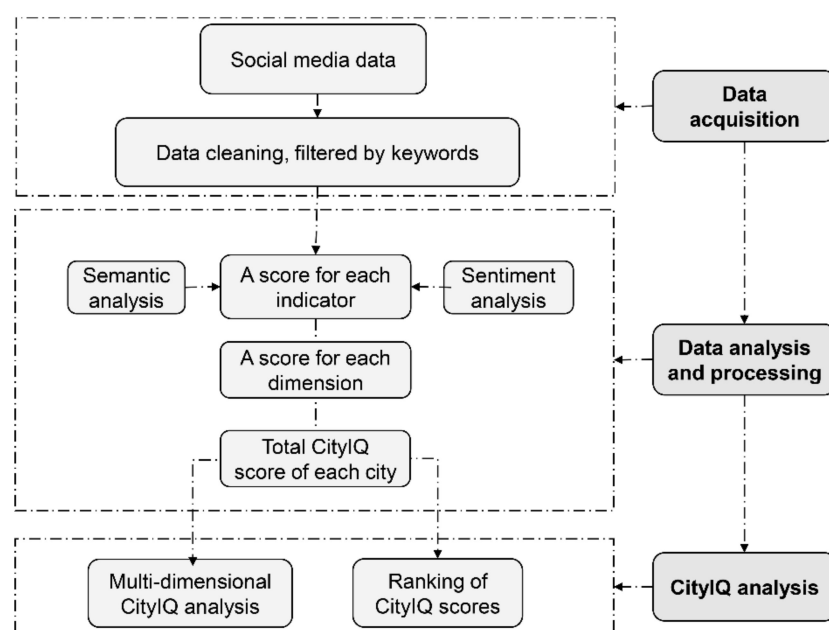 Social media data
Data cleaning, filtered by keywords
Data
acquisition
Semantic
analysis
A score for each
indicator
Sentiment
analysis
A score for each
dimension
Data analysis
and processing
Total CityIQ
score of each city
Multi-dimensional
CityIQ analysis
Ranking of
CityIQ scores
CityIQ analysis